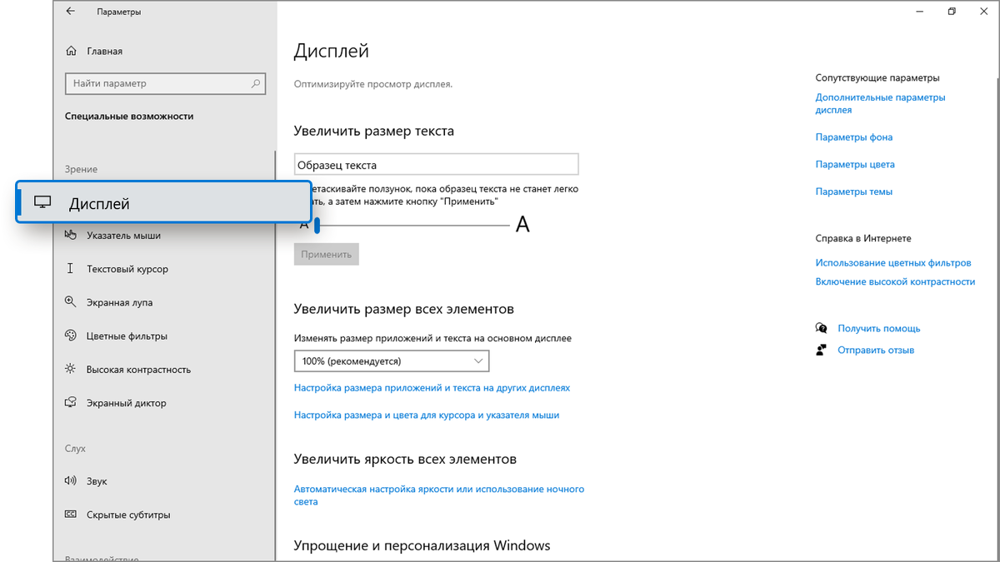 Параметры
Главная
Найти параметр
Специальные возможности
Зрение
Дисплей
Указатель мыши
Текстовый курсор
Экранная лупа
Цветные фильтры
Высокая контрастность
Экранный диктор
Слух
Звук
Скрытые субтитры
Взаимодействие
Дисплей
Оптимизируйте просмотр дисплея.
Увеличить размер текста
Образец текста
ползунок, пока образец текста не станет легко
а затем нажмите кнопку "Применить"
A A
Применить
Увеличить размер всех элементов
Изменять размер приложений и текста на основном дисплее
100% (рекомендуется)
Настройка размера приложений и текста на других дисплеях
Настройка размера и цвета для курсора и указателя мыши
Увеличить яркость всех элементов
Автоматическая настройка яркости или использование ночного
света
Упрощение и персонализация Windows
Сопутствующие параметры
Дополнительные параметры
дисплея
Параметры фона
Параметры цвета
Параметры темы
Справка в Интернете
Использование цветных фильтров
Включение высокой контрастности
Получить помощь
Отправить отзыв